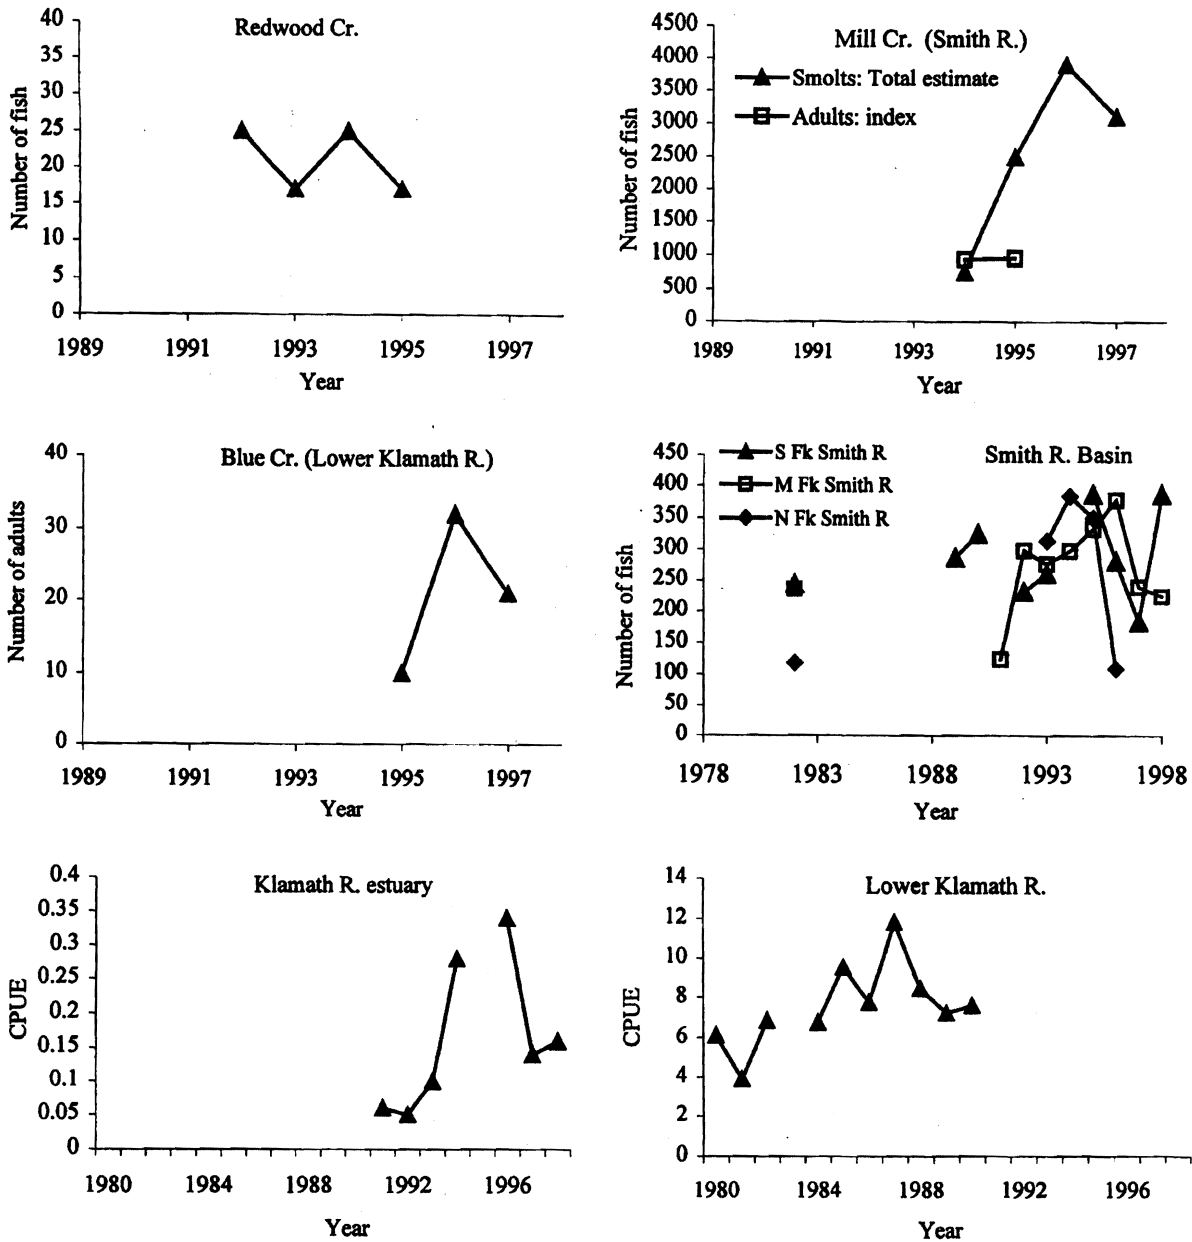 Redwood Cr.
40
35
30
25
20
15
10
5
0
Number of fish
1989 1991 1993 1995 1997
Year
Mill Cr. (Smith R.)
Smolts: Total estimate
Adults: index
4500
4000
3500
3000
2500
2000
1500
1000
500
0
Number of fish
1989 1991 1993 1995 1997
Year
Blue Cr. (Lower Klamath R.)
40
30
20
10
0
Number of adults
1989 1991 1993 1995 1997
Year
S Fk Smith R
M Fk Smith R
N Fk Smith R
Smith R. Basin
450
400
350
300
250
200
150
100
50
0
Number of fish
1978 1983 1988 1993 1998
Year
Klamath R. estuary
0.4
0.35
0.3
0.25
0.2
0.15
0.1
0.05
0
CPUE
1980 1984 1988 1992 1996
Year
Lower Klamath R.
14
12
10
8
6
4
2
0
CPUE
1980 1984 1988 1992 1996
Year